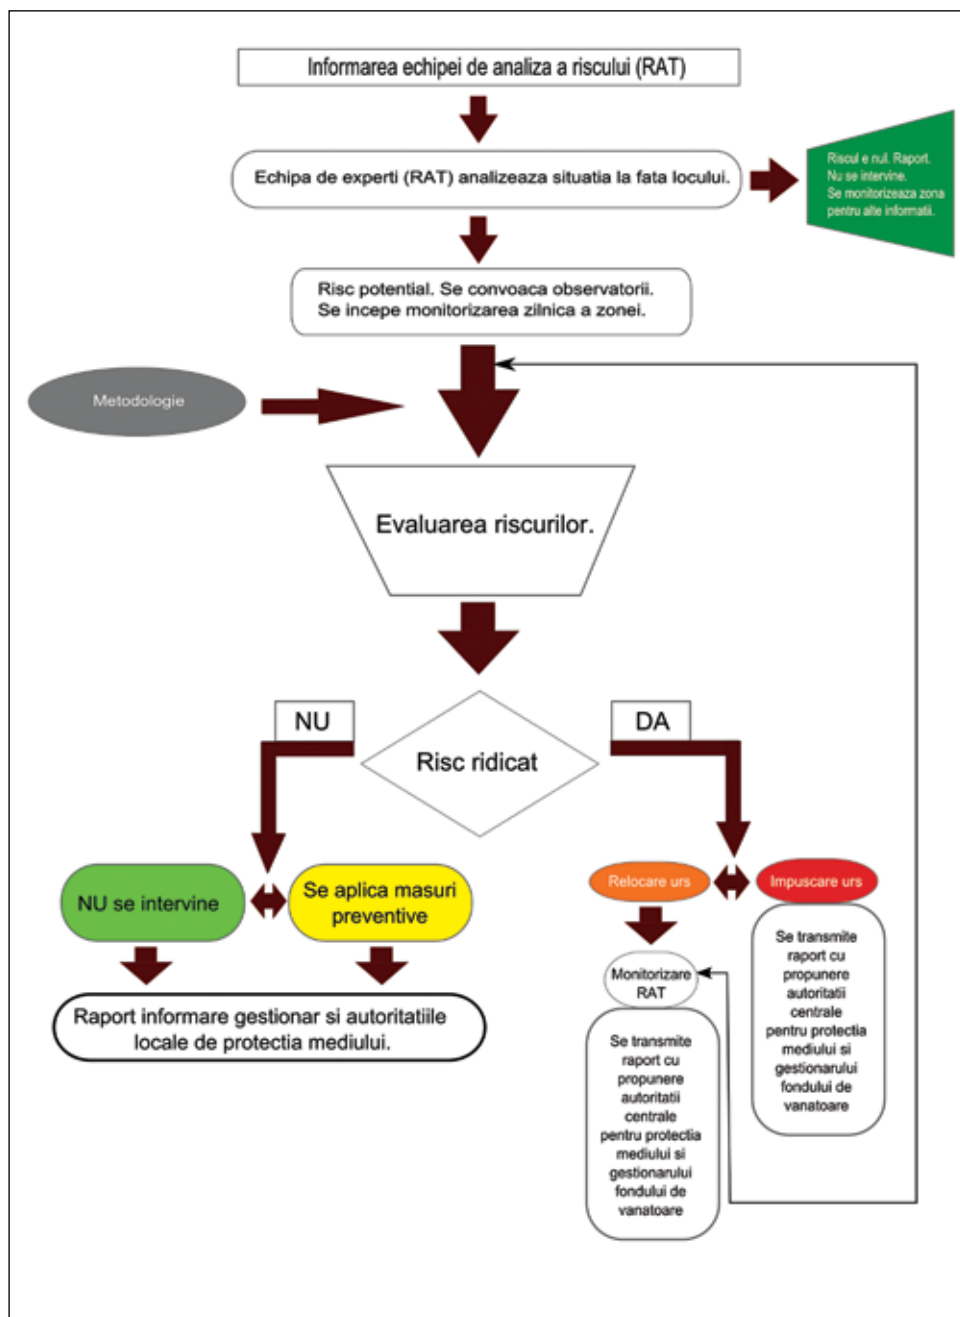 Informarea echipei de analiza a riscului (RAT)
Echipa de experti (RAT) analizeaza situatia la fata locului.
Riscul e nul. Raport.
Nu se intervine.
Se monitorizeaza zona
pentru alte informatii.
Risc potential. Se convoaca observatorii.
Se incepe monitorizarea zilnica a zonei.
Metodologie
Evaluarea riscurilor.
NU
DA
Risc ridicat
NU se intervine
Se aplica masuri
preventive
Relocare urs
Impuscare urs
Raport informare gestionar si autoritatiile
locale de protectia mediului.
Monitorizare
RAT
Se transmite
raport cu
propunere
autoritatii
centrale
pentru protectia
mediului si
gestionarului
fondului de
vanatoare
Se transmite
raport cu
propunere
autoritatii
centrale
pentru protectia
mediului si
gestionarului
fondului de
vanatoare